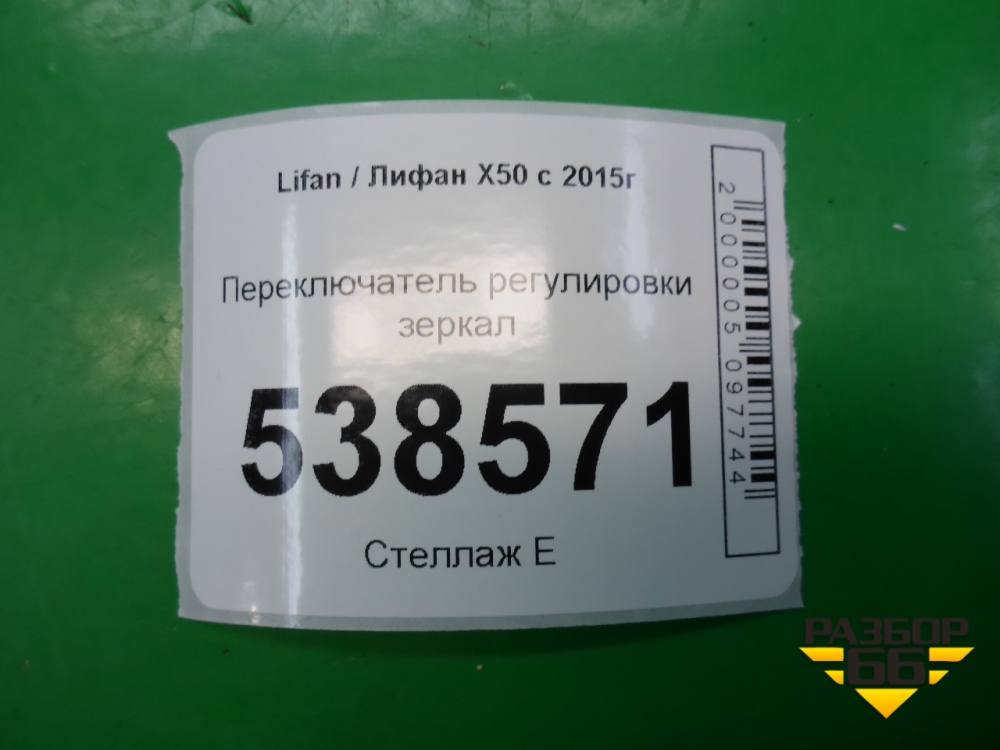 Lifan / Лифан X50 с 2015г
Переключатель регулировки
зеркал
538571
Стеллаж Е
2000005097744
РАЗБОР
66